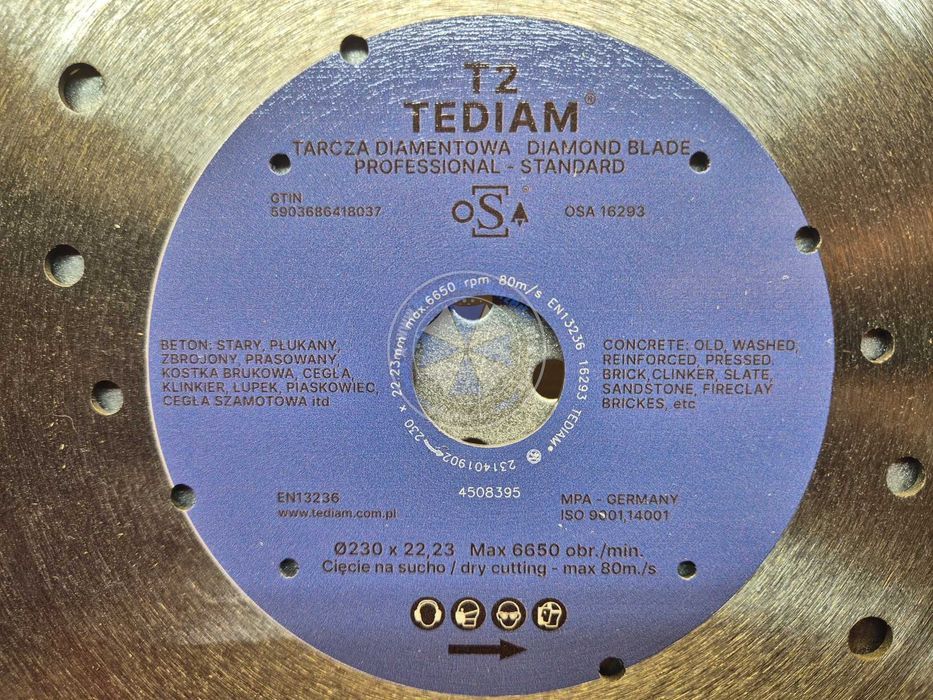 T2
TEDIAM®
TARCZA DIAMENTOWA DIAMOND BLADE
PROFESSIONAL - STANDARD
GTIN
5903686418037
OSA®
OSA 16293
230 x 22.23mm max.6650 rpm 80m/s EN13236 16293 TEDIAM®
231401902
BETON: STARY, PŁUKANY,
ZBROJONY, PRASOWANY,
KOSTKA BRUKOWA, CEGŁA,
KLINKIER, ŁUPEK, PIASKOWIEC,
CEGŁA SZAMOTOWA itd
CONCRETE: OLD, WASHED,
REINFORCED, PRESSED.
BRICK, CLINKER, SLATE,
SANDSTONE, FIRECLAY
BRICKES, etc
4508395
EN13236
www.tediam.com.pl
MPA - GERMANY
ISO 9001,14001
Ø230 x 22,23 Max 6650 obr./min.
Cięcie na sucho / dry cutting - max 80m./s